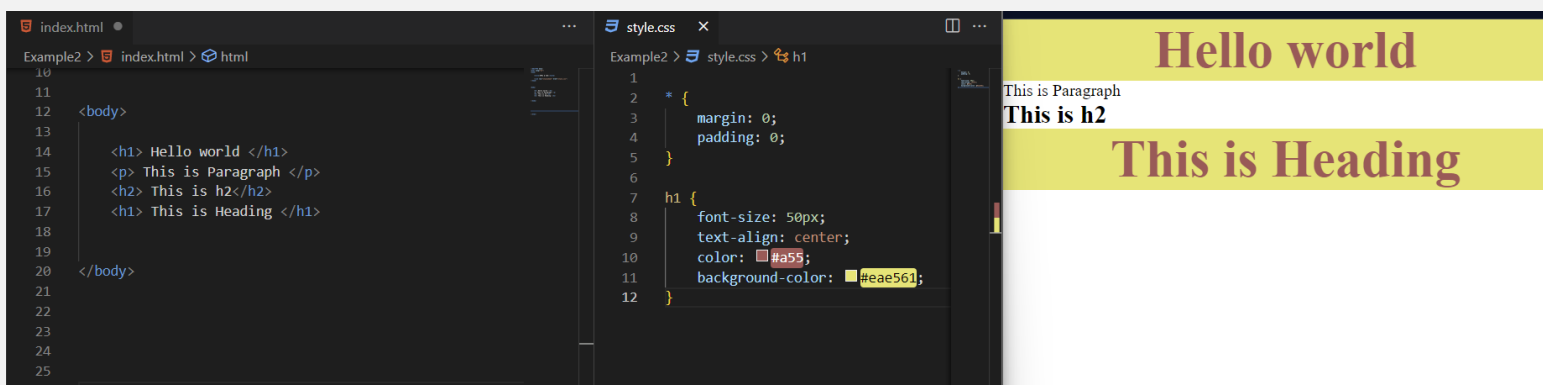 index.html
Example2 > index.html > html
10
11
12 <body>
13
14 <h1> Hello world </h1>
15 <p> This is Paragraph </p>
16 <h2> This is h2</h2>
17 <h1> This is Heading </h1>
18
19
20 </body>
21
22
23
24
25
style.css
Example2 > style.css > h1
1
2 * {
3 margin: 0;
4 padding: 0;
5 }
6
7 h1 {
8 font-size: 50px;
9 text-align: center;
10 color: #a55;
11 background-color: #eae561;
12 }
Hello world
This is Paragraph
This is h2
This is Heading